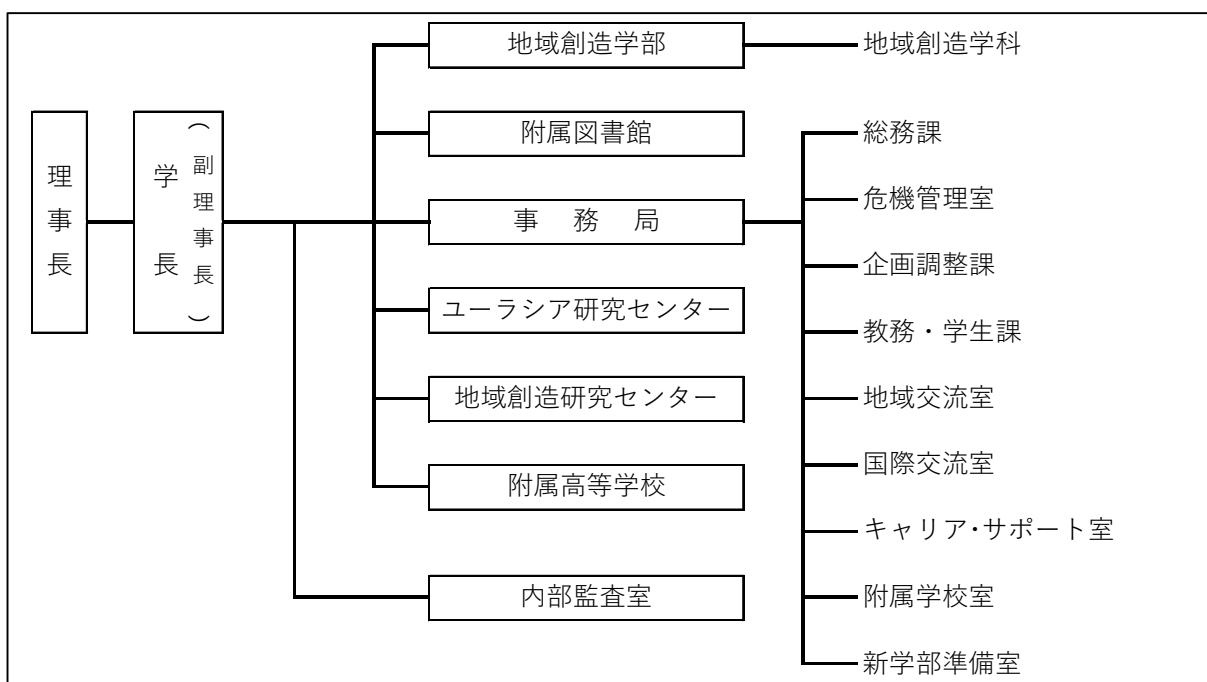 理事長
学長
（副理事長）
地域創造学部
地域創造学科
附属図書館
事務局
ユーラシア研究センター
地域創造研究センター
附属高等学校
内部監査室
総務課
危機管理室
企画調整課
教務・学生課
地域交流室
国際交流室
キャリア・サポート室
附属学校室
新学部準備室